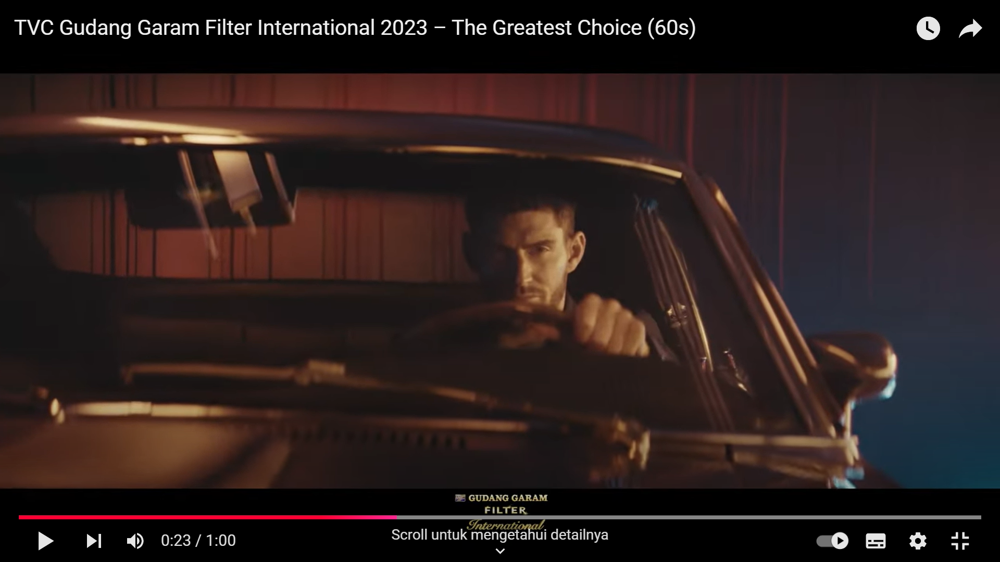 TVC Gudang Garam Filter International 2023 – The Greatest Choice (60s)
GUDANG GARAM
FILTER
International
0:23 / 1:00
Scroll untuk mengetahui detailnya